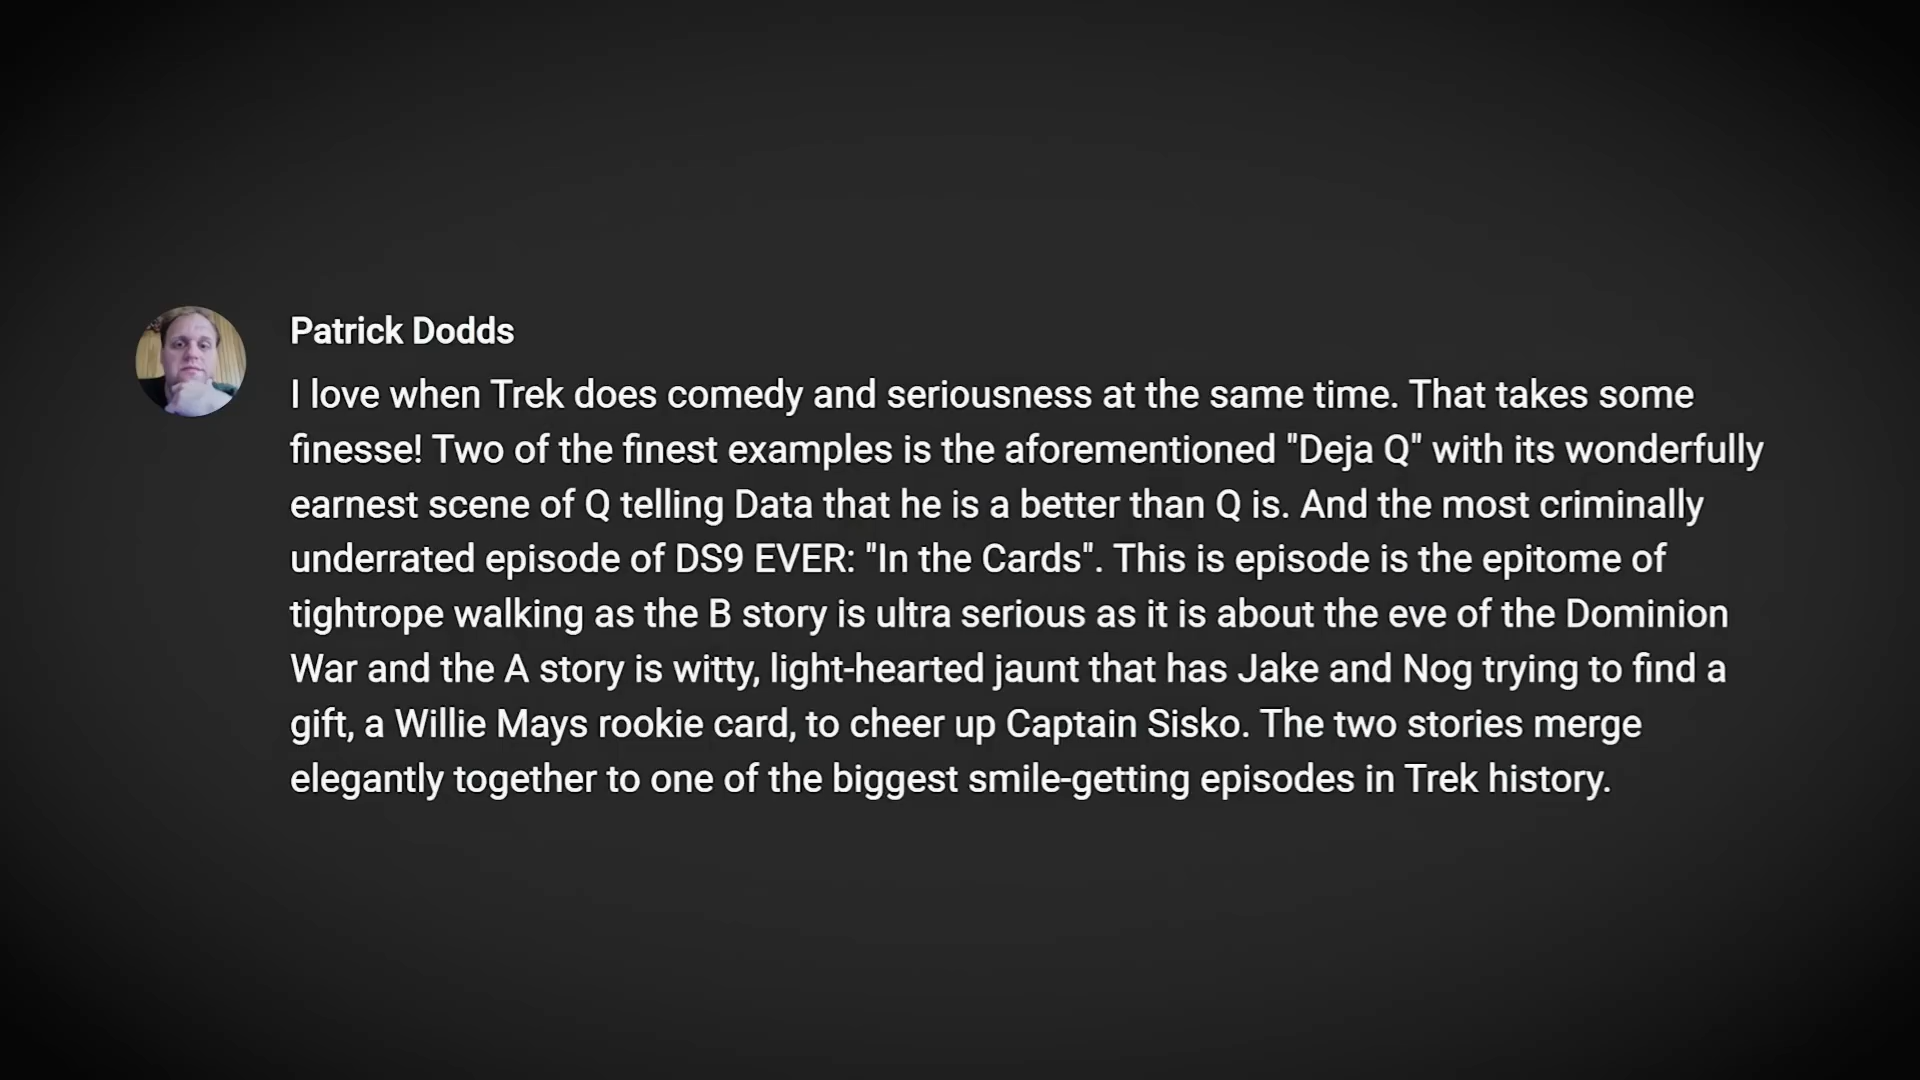 Patrick Dodds
I love when Trek does comedy and seriousness at the same time. That takes some
finesse! Two of the finest examples is the aforementioned "Deja Q" with its wonderfully
earnest scene of Q telling Data that he is a better than Q is. And the most criminally
underrated episode of DS9 EVER: "In the Cards". This is episode is the epitome of
tightrope walking as the B story is ultra serious as it is about the eve of the Dominion
War and the A story is witty, light-hearted jaunt that has Jake and Nog trying to find a
gift, a Willie Mays rookie card, to cheer up Captain Sisko. The two stories merge
elegantly together to one of the biggest smile-getting episodes in Trek history.